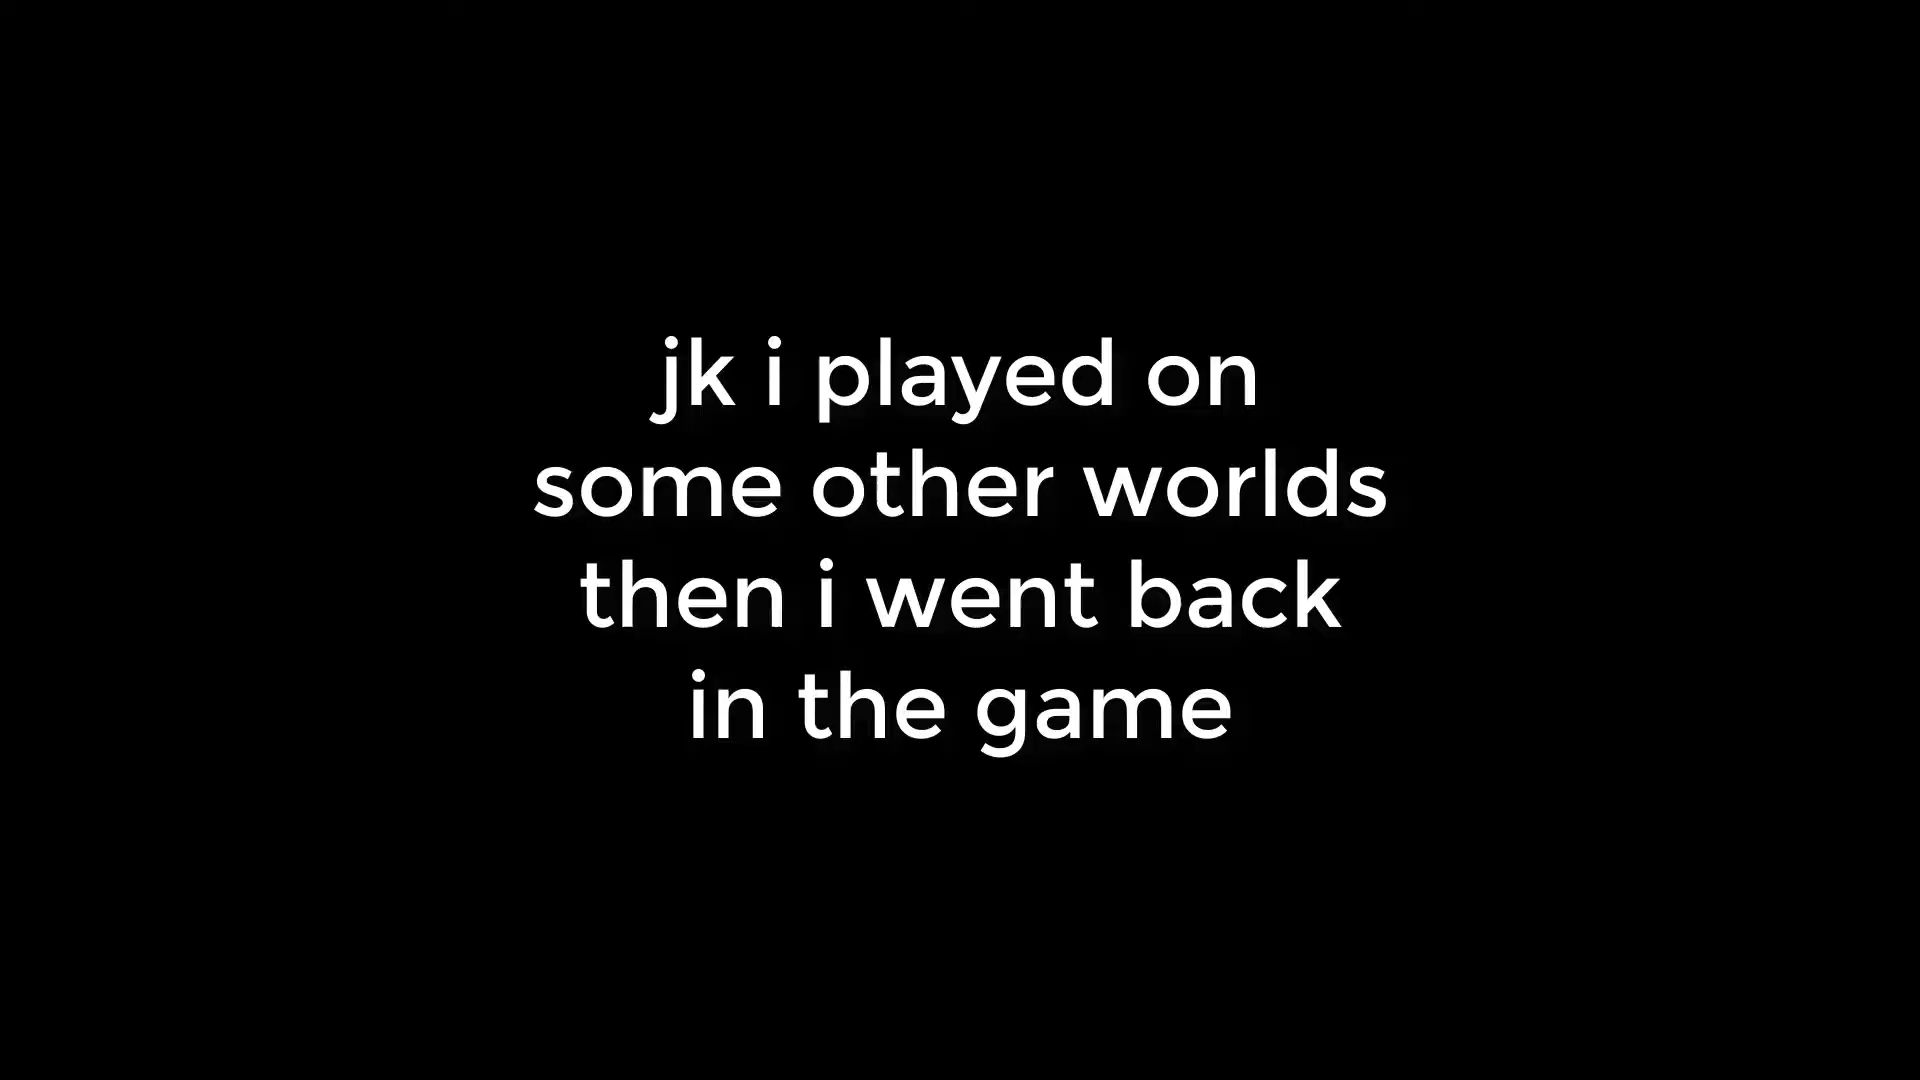 jk i played on
some other worlds
then i went back
in the game